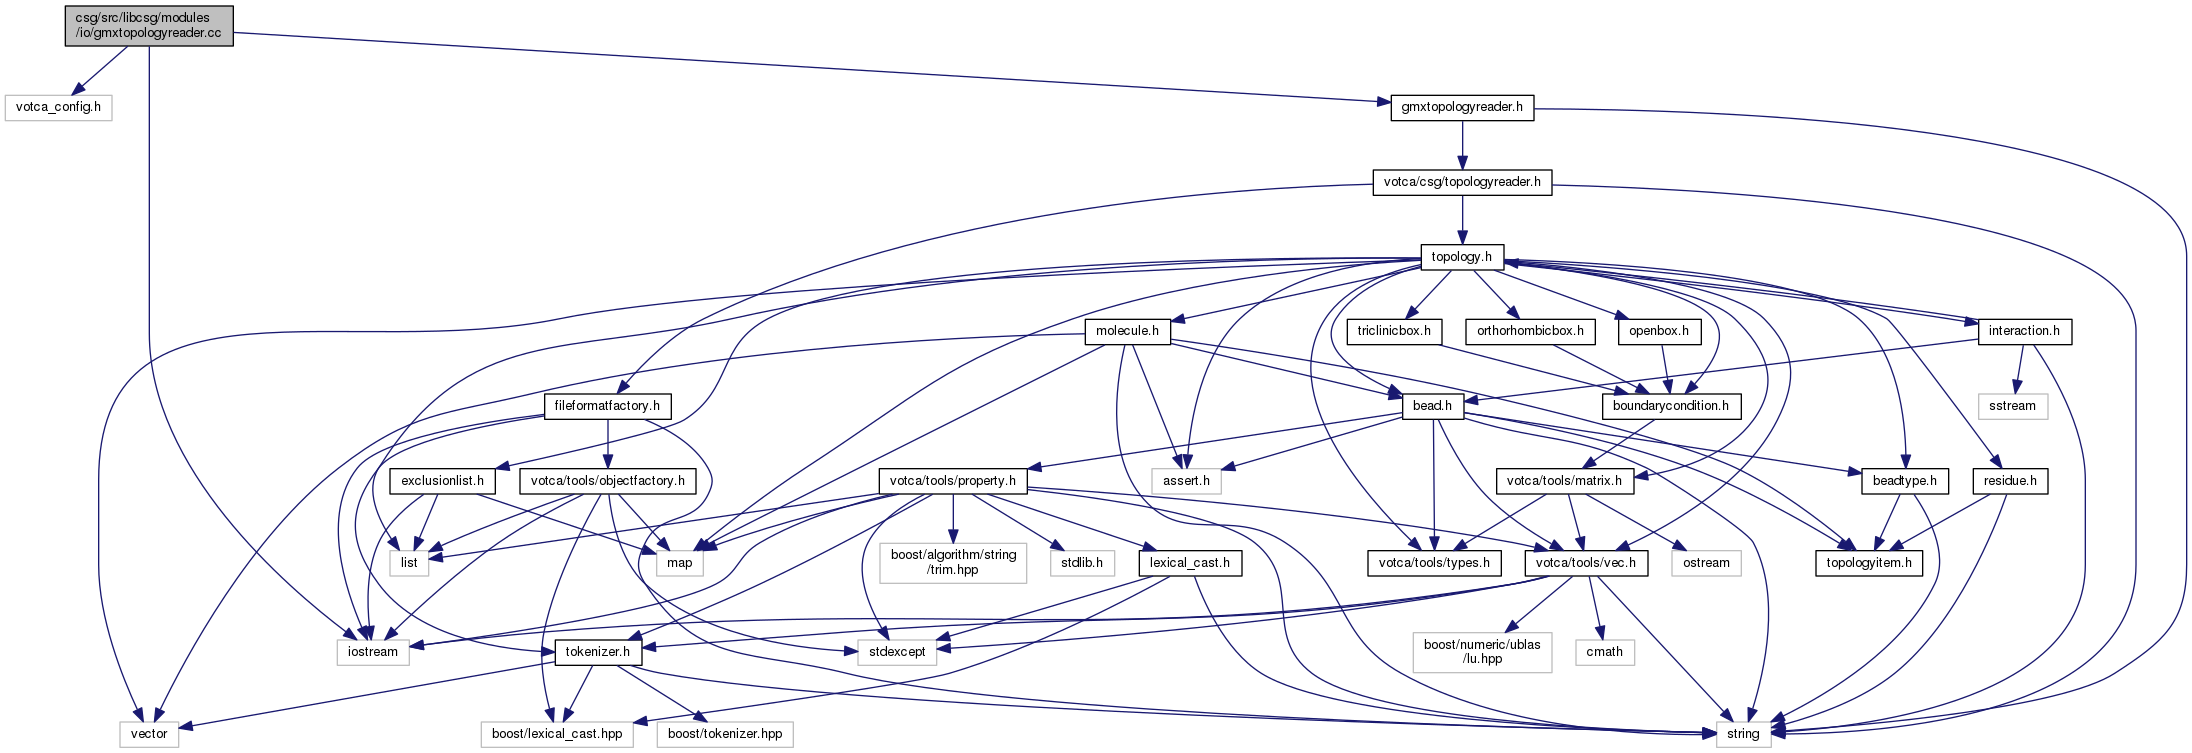 csg/src/libcsg/modules
/io/gmxtopologyreader.cc
votca_config.h
gmxtopologyreader.h
votca/csg/topologyreader.h
topology.h
molecule.h
triclinicbox.h
orthorhombicbox.h
openbox.h
interaction.h
fileformatfactory.h
bead.h
boundarycondition.h
sstream
exclusionlist.h
votca/tools/objectfactory.h
votca/tools/property.h
assert.h
votca/tools/matrix.h
beadtype.h
residue.h
list
map
boost/algorithm/string
/trim.hpp
stdlib.h
lexical_cast.h
votca/tools/types.h
votca/tools/vec.h
ostream
topologyitem.h
iostream
tokenizer.h
stdexcept
boost/numeric/ublas
/lu.hpp
cmath
vector
boost/lexical_cast.hpp
boost/tokenizer.hpp
string